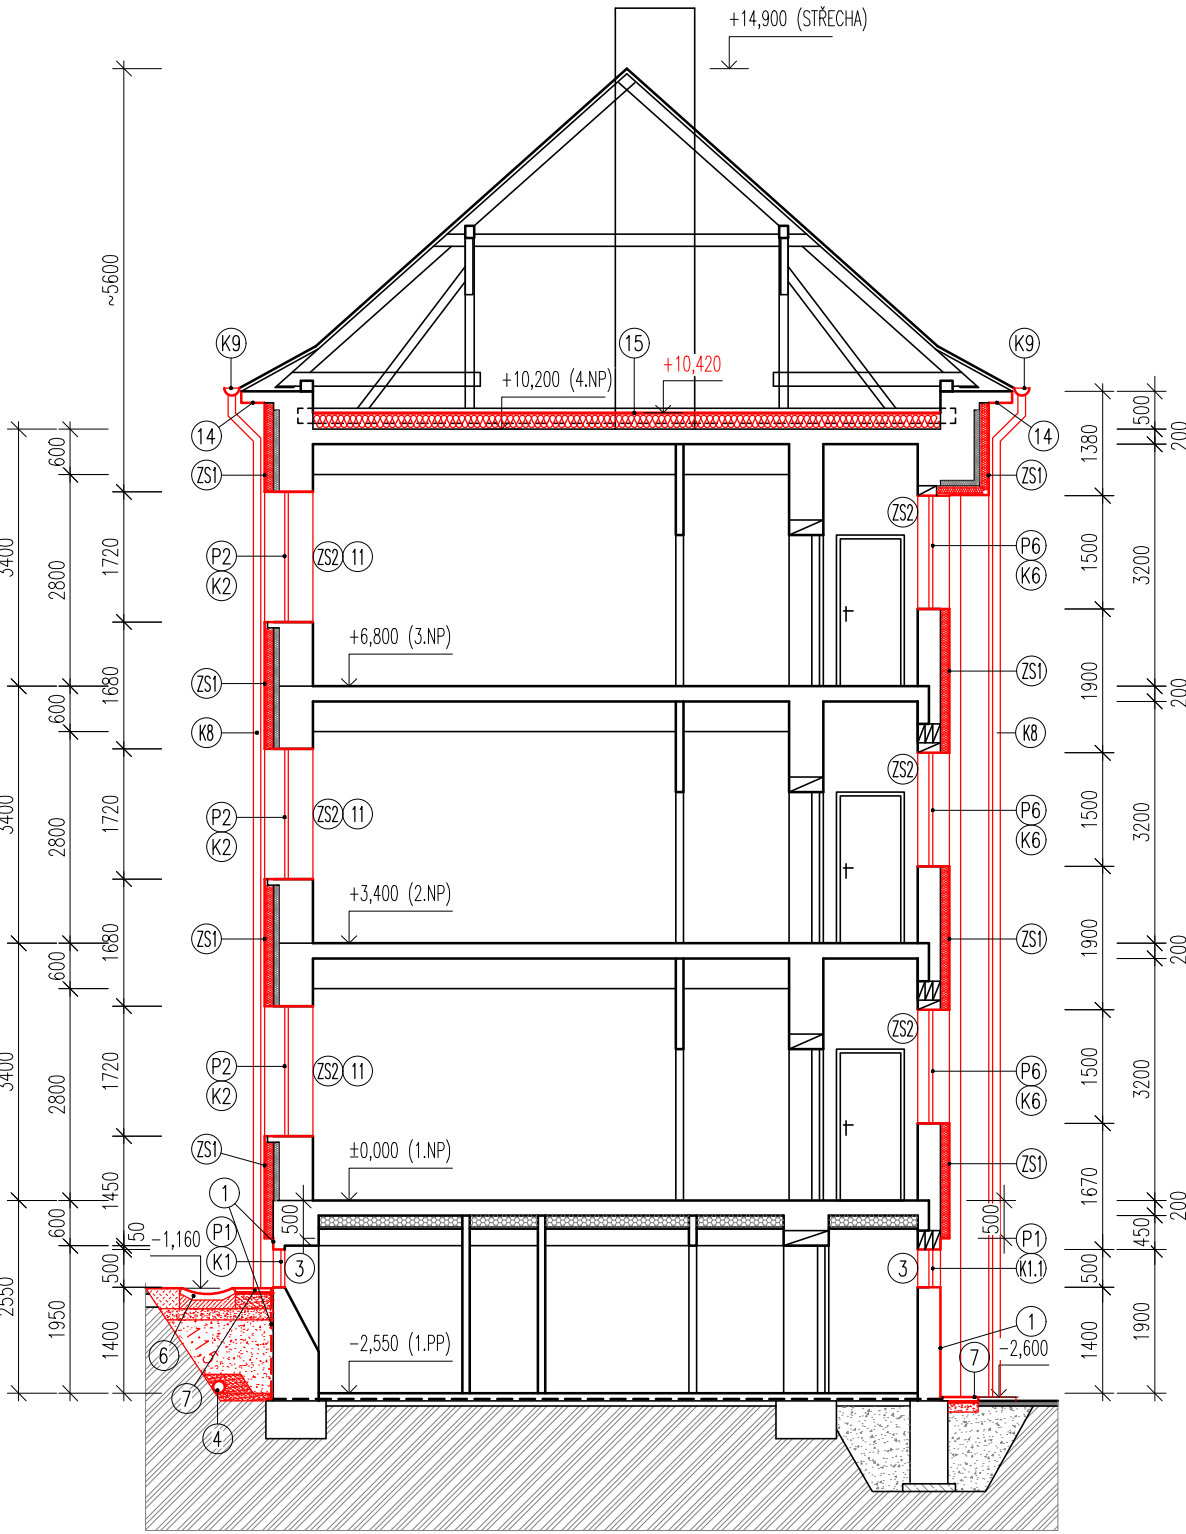 +14,900 (STŘECHA)
~5600
K9
15
+10,420
K9
+10,200 (4.NP)
14
14
600
500
200
1380
ZS1
ZS1
ZS2
3400
2800
1720
P2
K2
ZS2
11
P6
K6
1500
3200
+6,800 (3.NP)
ZS1
ZS1
1680
600
1900
200
K8
K8
ZS2
3400
2800
1720
P2
K2
ZS2
11
P6
K6
1500
3200
+3,400 (2.NP)
ZS1
ZS1
1680
600
1900
200
ZS2
3400
2800
1720
P2
K2
ZS2
11
P6
K6
1500
3200
±0,000 (1.NP)
ZS1
ZS1
1450
1670
200
1
600
50
500
500
450
P1
P1
-1,160
K1
3
3
K1.1
500
500
2550
1950
1400
1400
1900
1
-2,550 (1.PP)
-2,600
6
7
7
4